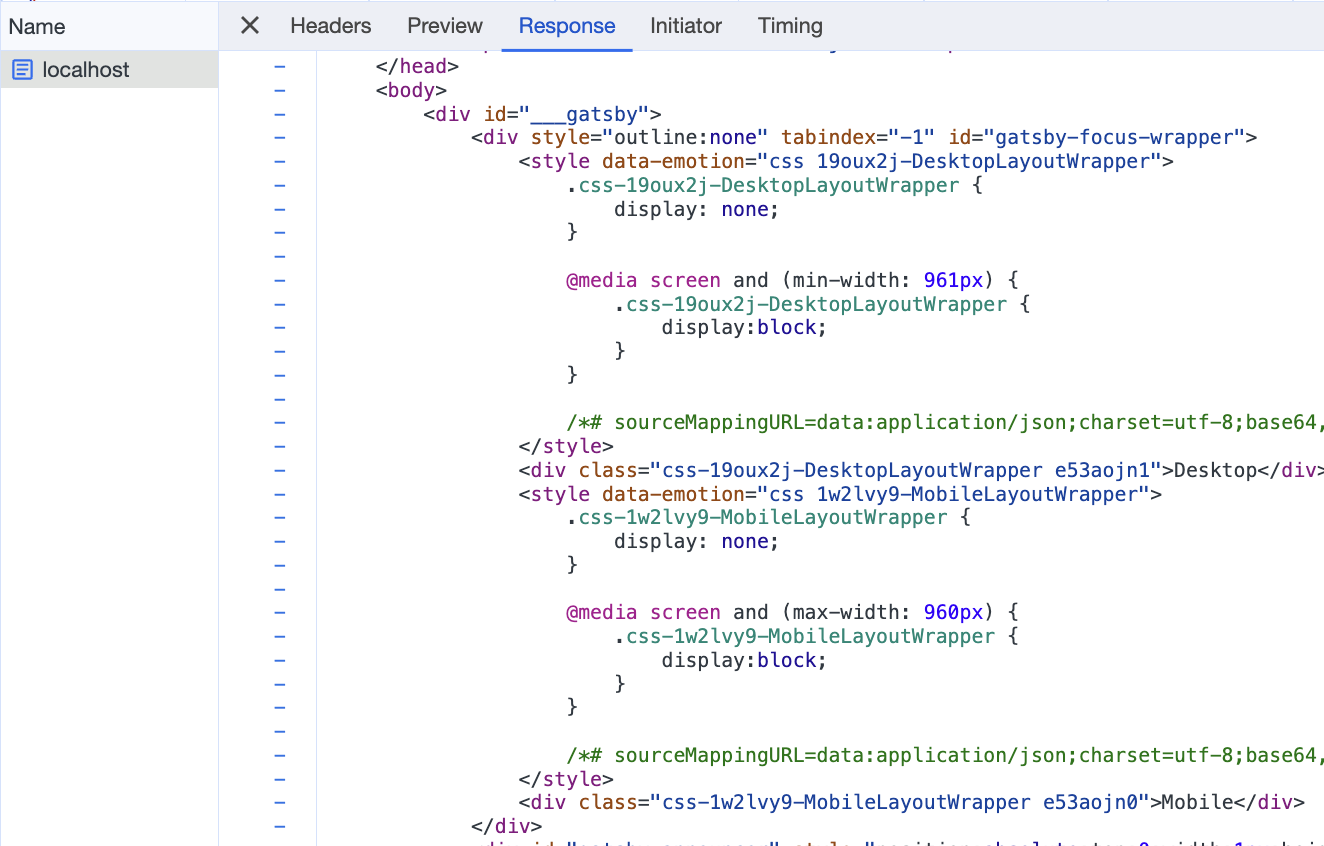 Name
Headers Preview Response Initiator Timing
localhost
</head>
<body>
<div id="___gatsby">
<div style="outline:none" tabindex="-1" id="gatsby-focus-wrapper">
<style data-emotion="css 19oux2j-DesktopLayoutWrapper">
.css-19oux2j-DesktopLayoutWrapper {
display: none;
}
@media screen and (min-width: 961px) {
.css-19oux2j-DesktopLayoutWrapper {
display:block;
}
}
/*# sourceMappingURL=data:application/json;charset=utf-8;base64,
</style>
<div class="css-19oux2j-DesktopLayoutWrapper e53aojn1">Desktop</div>
<style data-emotion="css 1w2lvy9-MobileLayoutWrapper">
.css-1w2lvy9-MobileLayoutWrapper {
display: none;
}
@media screen and (max-width: 960px) {
.css-1w2lvy9-MobileLayoutWrapper {
display:block;
}
}
/*# sourceMappingURL=data:application/json;charset=utf-8;base64,
</style>
<div class="css-1w2lvy9-MobileLayoutWrapper e53aojn0">Mobile</div>
</div>